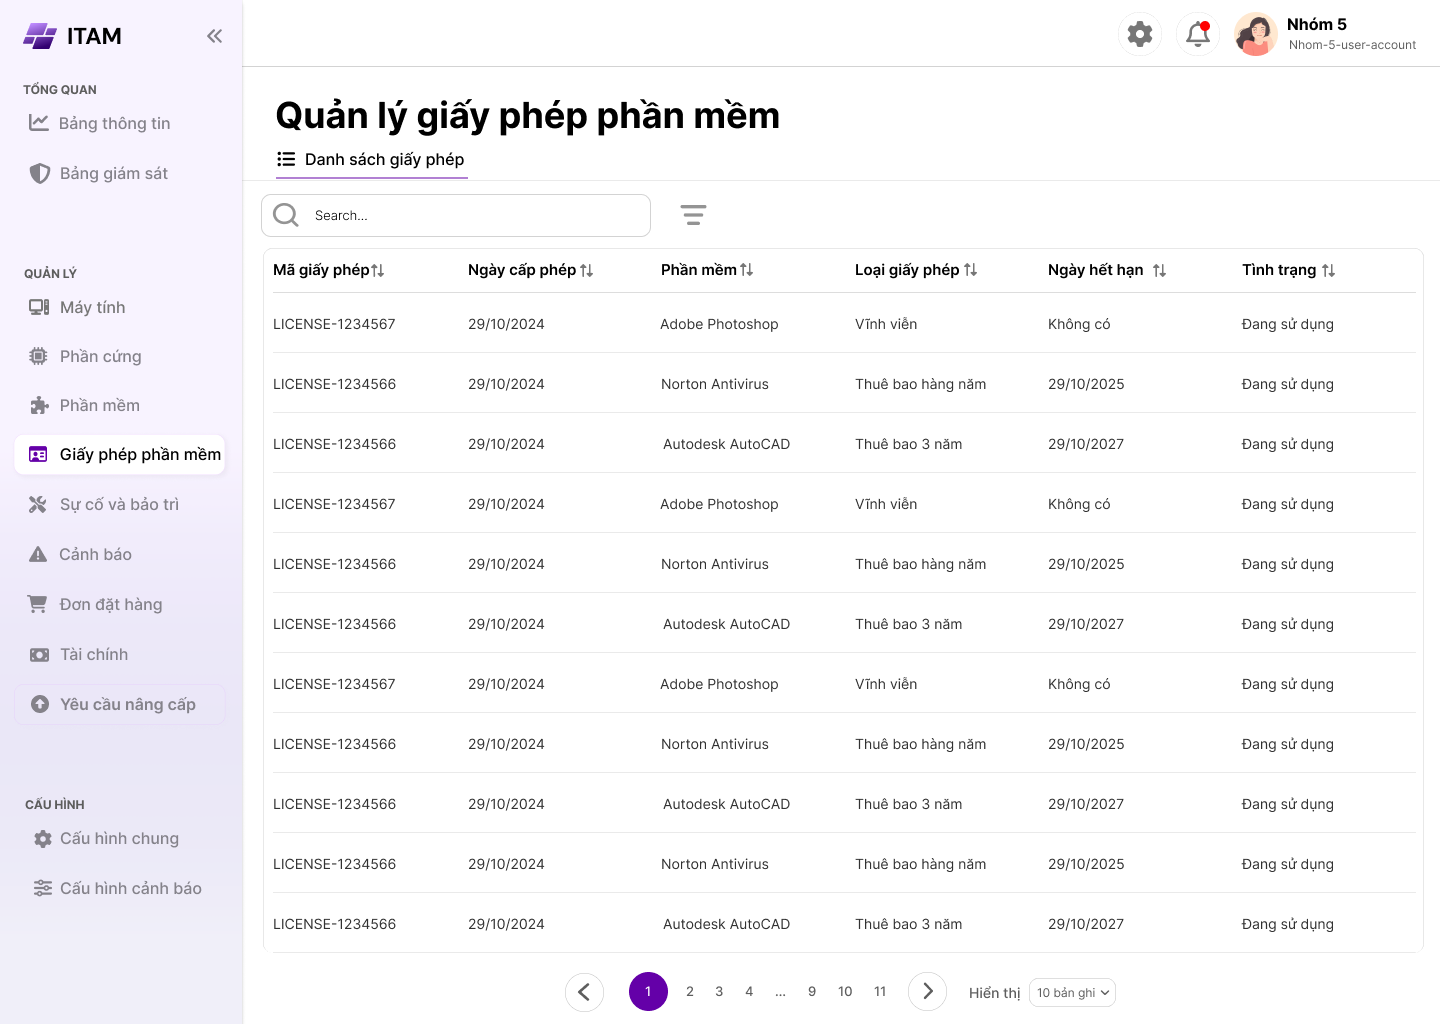 ITAM
TỔNG QUAN
Bảng thông tin
Bảng giám sát
QUẢN LÝ
Máy tính
Phần cứng
Phần mềm
Giấy phép phần mềm
Sự cố và bảo trì
Cảnh báo
Đơn đặt hàng
Tài chính
Yêu cầu nâng cấp
CẤU HÌNH
Cấu hình chung
Cấu hình cảnh báo
Nhóm 5
Nhom-5-user-account
Quản lý giấy phép phần mềm
Danh sách giấy phép
Search...
Mã giấy phép Ngày cấp phép Phần mềm Loại giấy phép Ngày hết hạn Tình trạng
LICENSE-1234567 29/10/2024 Adobe Photoshop Vĩnh viễn Không có Đang sử dụng
LICENSE-1234566 29/10/2024 Norton Antivirus Thuê bao hàng năm 29/10/2025 Đang sử dụng
LICENSE-1234566 29/10/2024 Autodesk AutoCAD Thuê bao 3 năm 29/10/2027 Đang sử dụng
LICENSE-1234567 29/10/2024 Adobe Photoshop Vĩnh viễn Không có Đang sử dụng
LICENSE-1234566 29/10/2024 Norton Antivirus Thuê bao hàng năm 29/10/2025 Đang sử dụng
LICENSE-1234566 29/10/2024 Autodesk AutoCAD Thuê bao 3 năm 29/10/2027 Đang sử dụng
LICENSE-1234567 29/10/2024 Adobe Photoshop Vĩnh viễn Không có Đang sử dụng
LICENSE-1234566 29/10/2024 Norton Antivirus Thuê bao hàng năm 29/10/2025 Đang sử dụng
LICENSE-1234566 29/10/2024 Autodesk AutoCAD Thuê bao 3 năm 29/10/2027 Đang sử dụng
LICENSE-1234566 29/10/2024 Norton Antivirus Thuê bao hàng năm 29/10/2025 Đang sử dụng
LICENSE-1234566 29/10/2024 Autodesk AutoCAD Thuê bao 3 năm 29/10/2027 Đang sử dụng
1 2 3 4 ... 9 10 11 Hiển thị 10 bản ghi